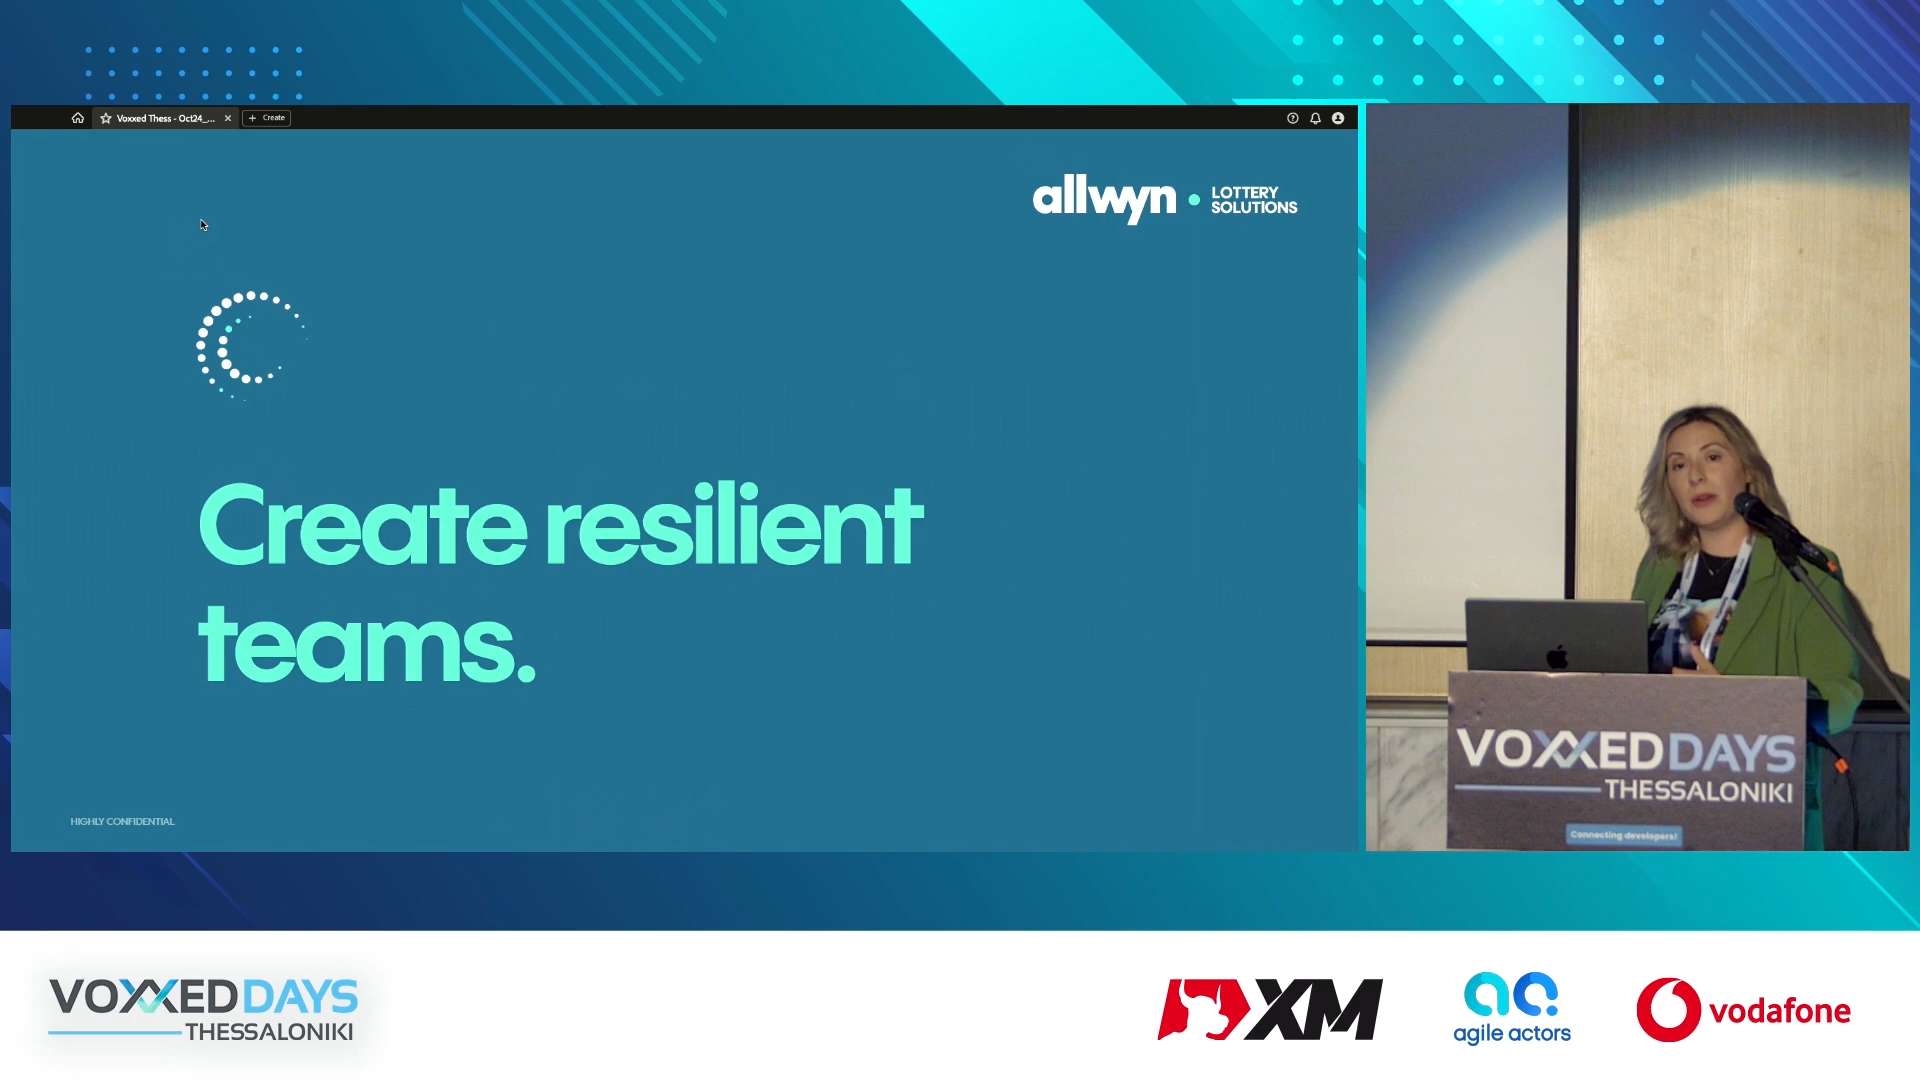 Voxxed Thess - Oct24_...
Create
allwyn
LOTTERY
SOLUTIONS
Create resilient
teams.
HIGHLY CONFIDENTIAL
VOXXED DAYS
THESSALONIKI
Connecting developers!
VOXXED DAYS
THESSALONIKI
XM
agile actors
vodafone